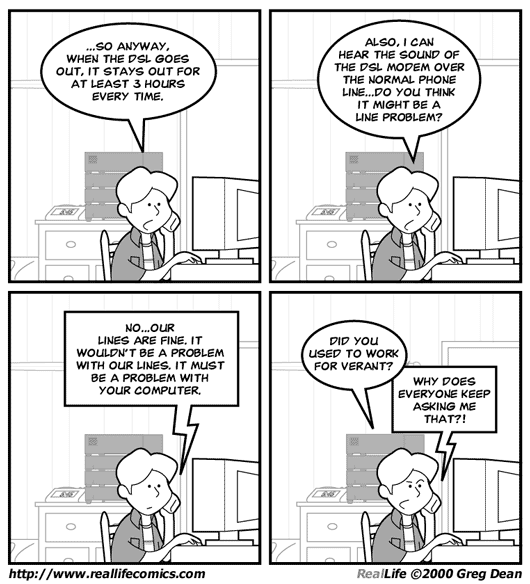 ...SO ANYWAY,
WHEN THE DSL GOES
OUT, IT STAYS OUT FOR
AT LEAST 3 HOURS
EVERY TIME.
ALSO, I CAN
HEAR THE SOUND OF
THE DSL MODEM OVER
THE NORMAL PHONE
LINE...DO YOU THINK
IT MIGHT BE A
LINE PROBLEM?
NO...OUR
LINES ARE FINE. IT
WOULDN'T BE A PROBLEM
WITH OUR LINES. IT MUST
BE A PROBLEM WITH
YOUR COMPUTER.
DID YOU
USED TO WORK
FOR VERANT?
WHY DOES
EVERYONE KEEP
ASKING ME
THAT?!
http://www.reallifecomics.com
RealLife ©2000 Greg Dean